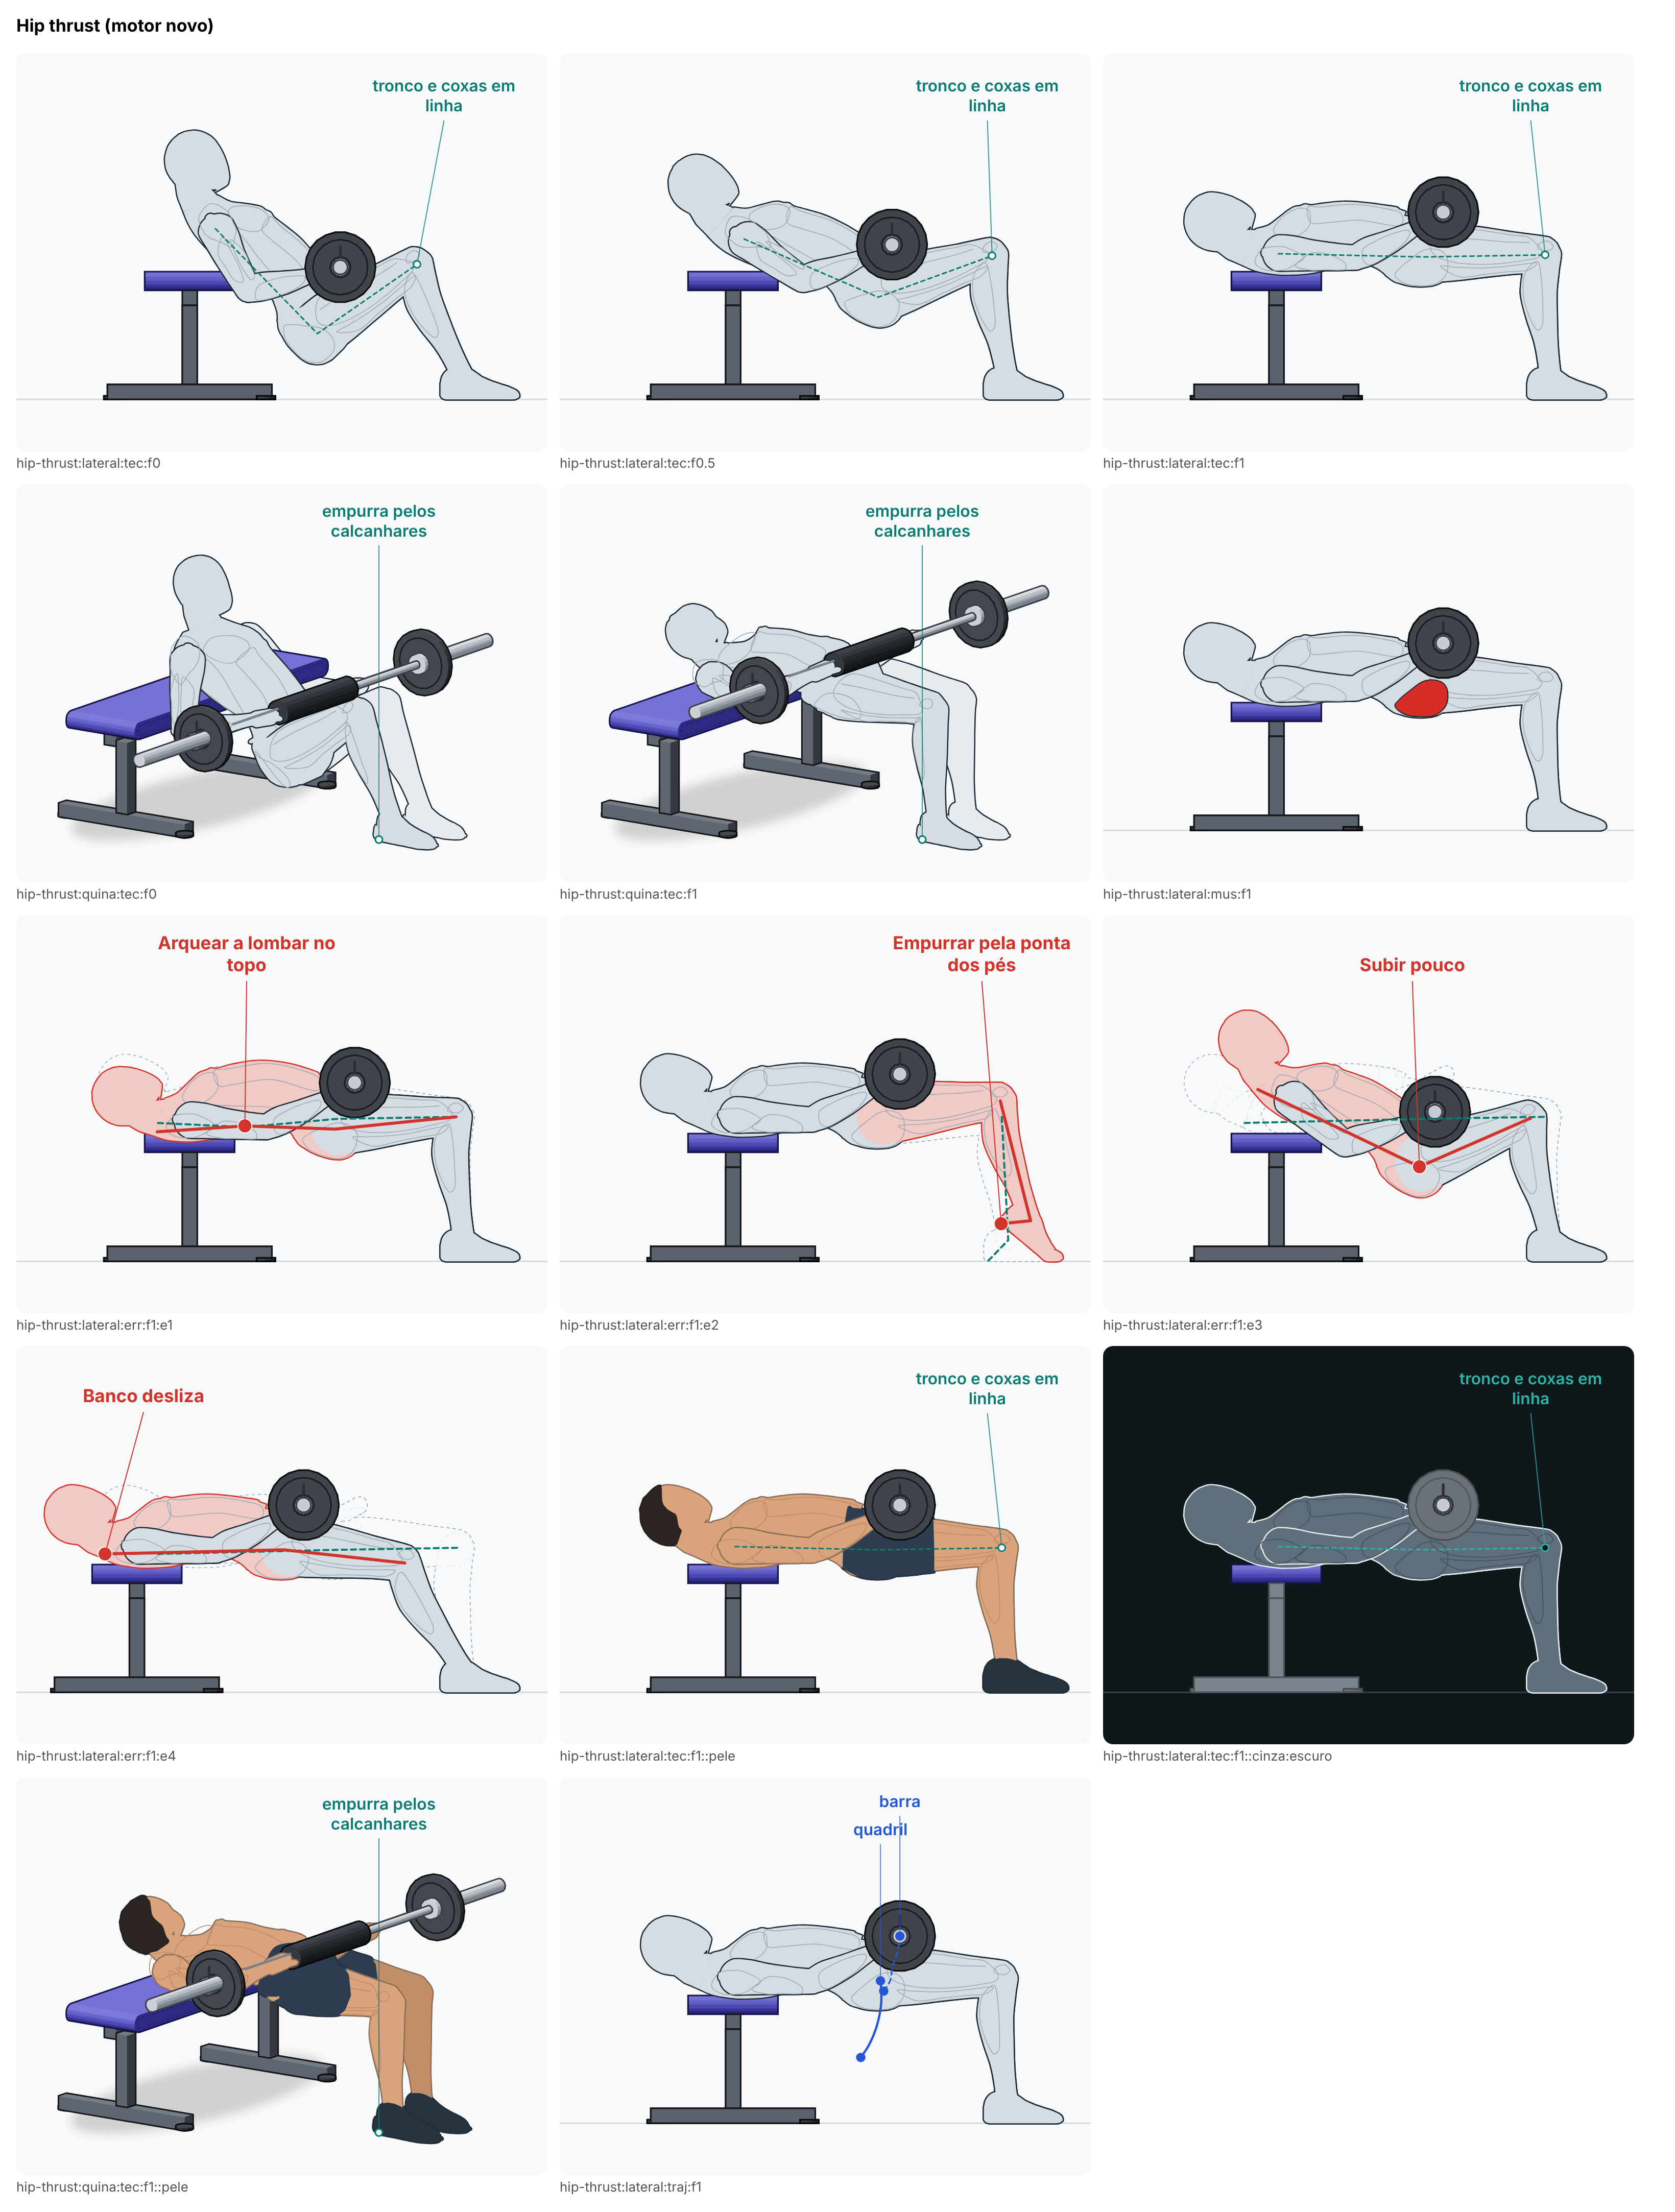 Hip thrust (motor novo)
tronco e coxas em
linha
tronco e coxas em
linha
tronco e coxas em
linha
hip-thrust:lateral:tec:f0
hip-thrust:lateral:tec:f0.5
hip-thrust:lateral:tec:f1
empurra pelos
calcanhares
empurra pelos
calcanhares
hip-thrust:quina:tec:f0
hip-thrust:quina:tec:f1
hip-thrust:lateral:mus:f1
Arquear a lombar no
topo
Empurrar pela ponta
dos pés
Subir pouco
hip-thrust:lateral:err:f1:e1
hip-thrust:lateral:err:f1:e2
hip-thrust:lateral:err:f1:e3
Banco desliza
tronco e coxas em
linha
tronco e coxas em
linha
hip-thrust:lateral:err:f1:e4
hip-thrust:lateral:tec:f1::pele
hip-thrust:lateral:tec:f1::cinza:escuro
empurra pelos
calcanhares
barra
quadril
hip-thrust:quina:tec:f1::pele
hip-thrust:lateral:traj:f1